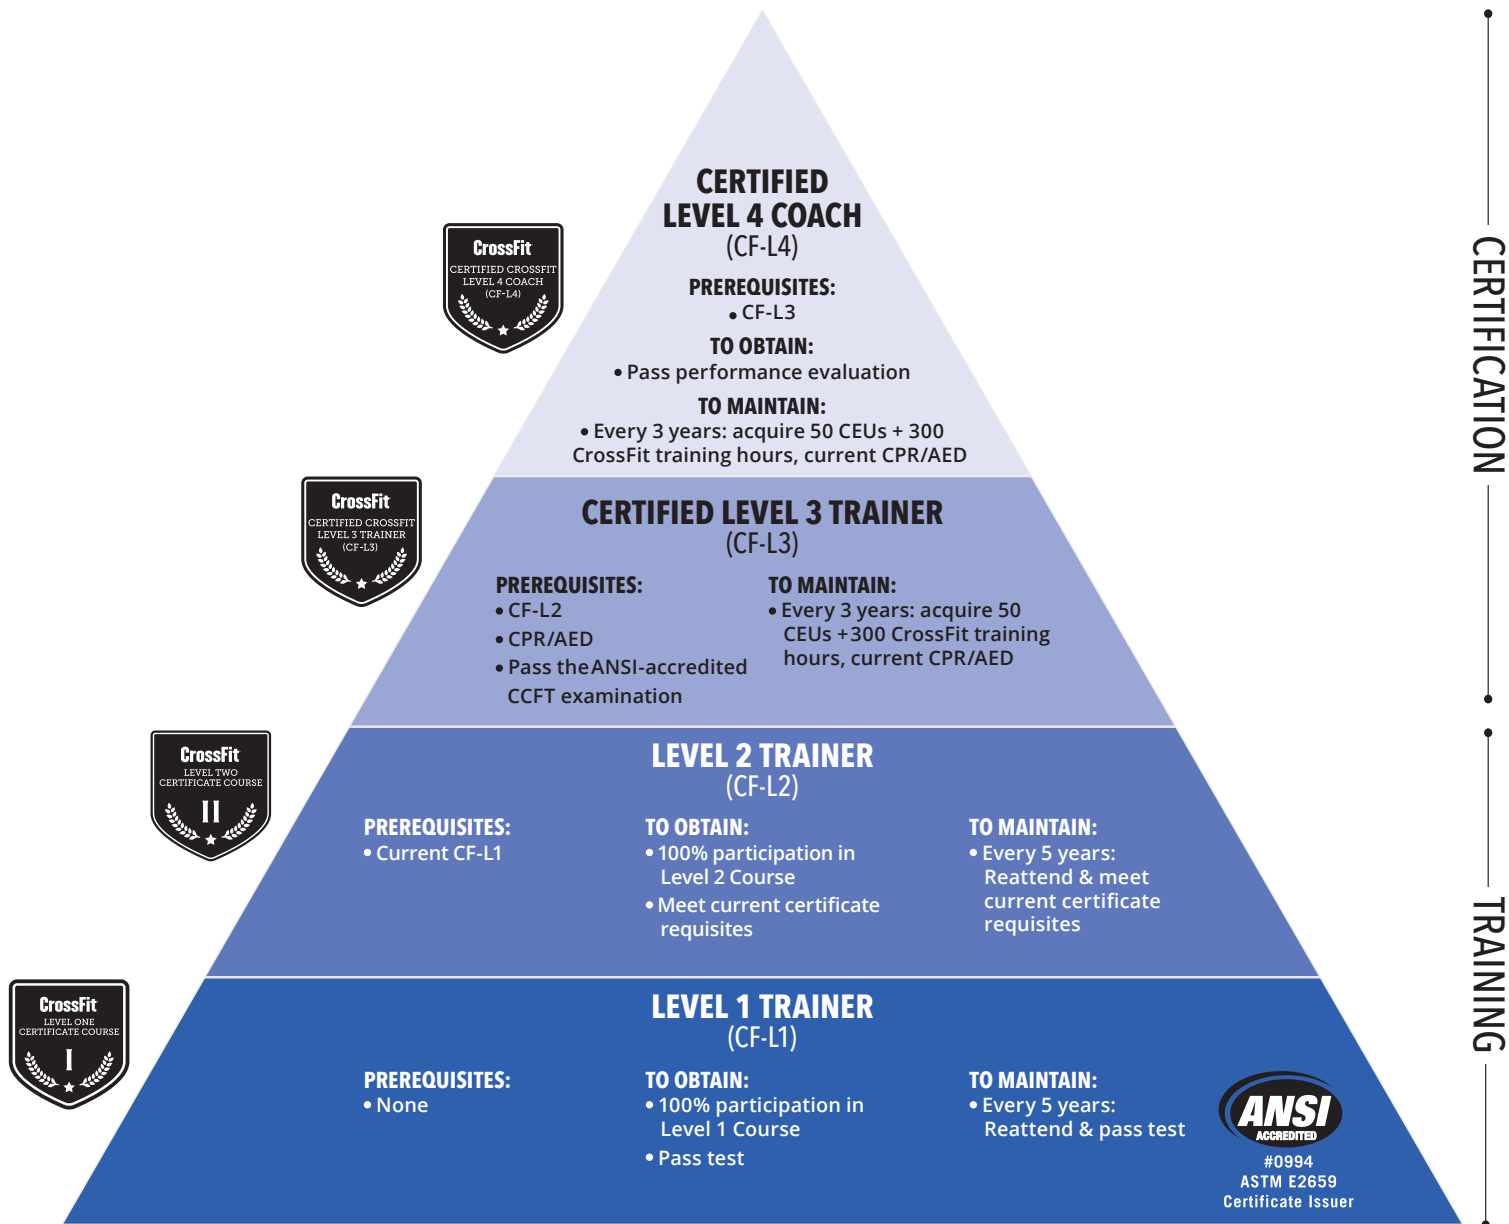 CERTIFIED
LEVEL 4 COACH
(CF-L4)
PREREQUISITES:
• CF-L3
TO OBTAIN:
• Pass performance evaluation
TO MAINTAIN:
• Every 3 years: acquire 50 CEUs + 300
CrossFit training hours, current CPR/AED
CrossFit
CERTIFIED CROSSFIT
LEVEL 4 COACH
(CF-L4)
CERTIFIED LEVEL 3 TRAINER
(CF-L3)
PREREQUISITES:
• CF-L2
• CPR/AED
• Pass the ANSI-accredited
CCFT examination
TO MAINTAIN:
• Every 3 years: acquire 50
CEUs +300 CrossFit training
hours, current CPR/AED
CrossFit
CERTIFIED CROSSFIT
LEVEL 3 TRAINER
(CF-L3)
CERTIFICATION
LEVEL 2 TRAINER
(CF-L2)
PREREQUISITES:
• Current CF-L1
TO OBTAIN:
• 100% participation in
Level 2 Course
• Meet current certificate
requisites
TO MAINTAIN:
• Every 5 years:
Reattend & meet
current certificate
requisites
CrossFit
LEVEL TWO
CERTIFICATE COURSE
II
LEVEL 1 TRAINER
(CF-L1)
PREREQUISITES:
• None
TO OBTAIN:
• 100% participation in
Level 1 Course
• Pass test
TO MAINTAIN:
• Every 5 years:
Reattend & pass test
CrossFit
LEVEL ONE
CERTIFICATE COURSE
I
ANSI
ACCREDITED
#0994
ASTM E2659
Certificate Issuer
TRAINING